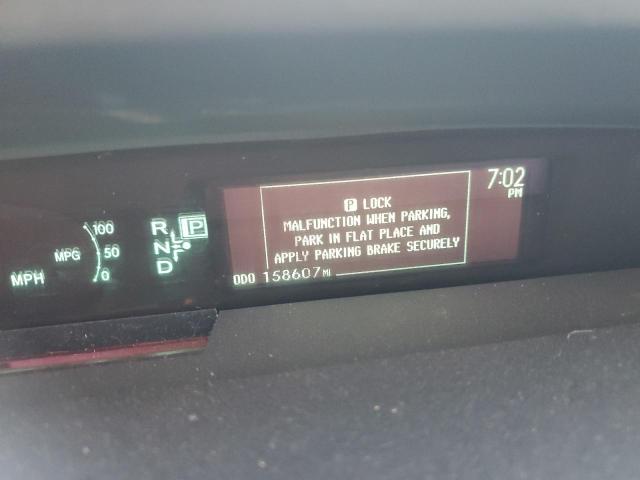 7:02
PM
P LOCK
MALFUNCTION WHEN PARKING,
PARK IN FLAT PLACE AND
APPLY PARKING BRAKE SECURELY
ODO 158607 MI
R P
N
D
100
MPG 50
0
MPH